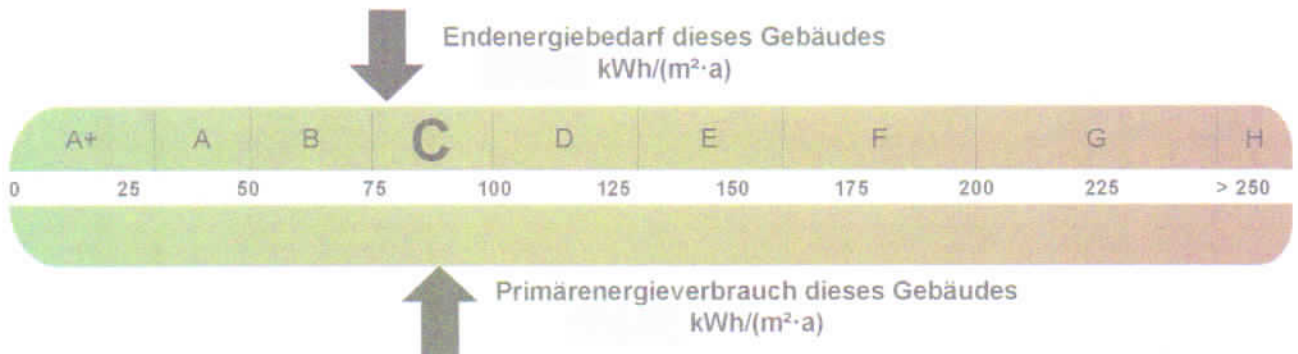 Endenergiebedarf dieses Gebäudes
kWh/(m²·a)
A+ A B C D E F G H
0 25 50 75 100 125 150 175 200 225 > 250
Primärenergieverbrauch dieses Gebäudes
kWh/(m²·a)